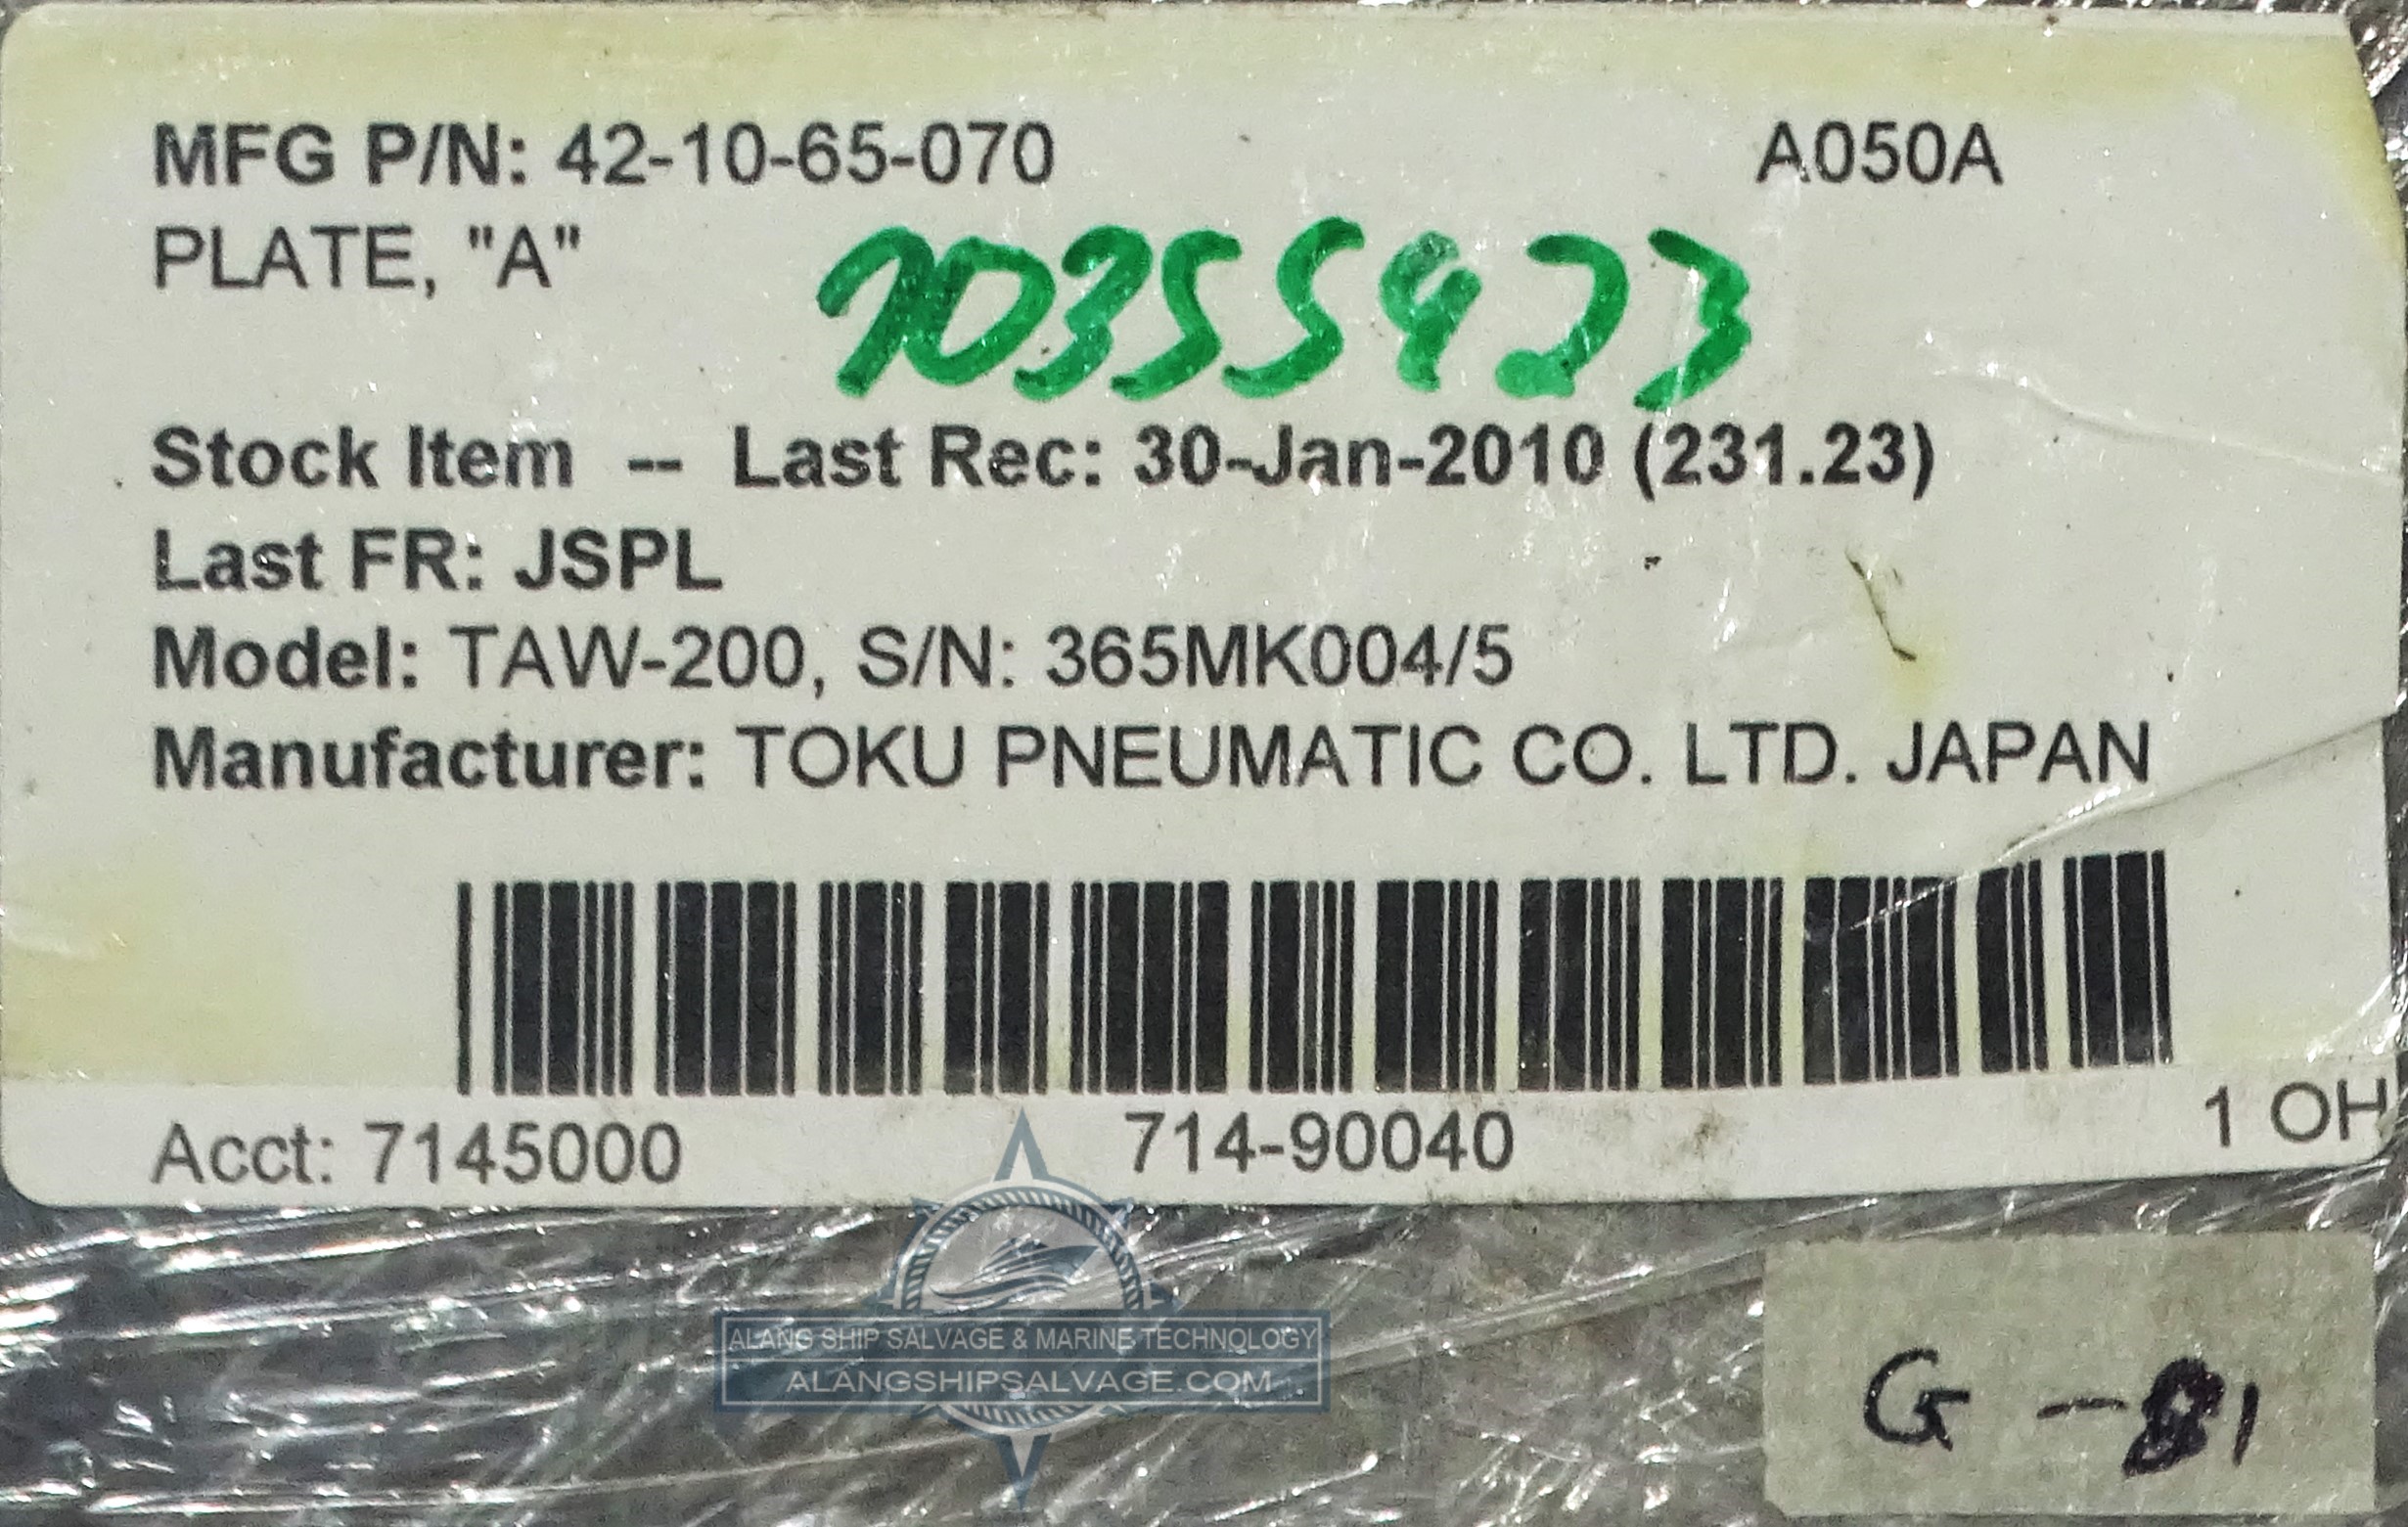 MFG P/N: 42-10-65-070 A050A
PLATE, "A"
70355923
Stock Item -- Last Rec: 30-Jan-2010 (231.23)
Last FR: JSPL
Model: TAW-200, S/N: 365MK004/5
Manufacturer: TOKU PNEUMATIC CO. LTD. JAPAN
Acct: 7145000 714-90040 1 OH
ALANG SHIP SALVAGE & MARINE TECHNOLOGY
ALANGSHIPSALVAGE.COM
G-81